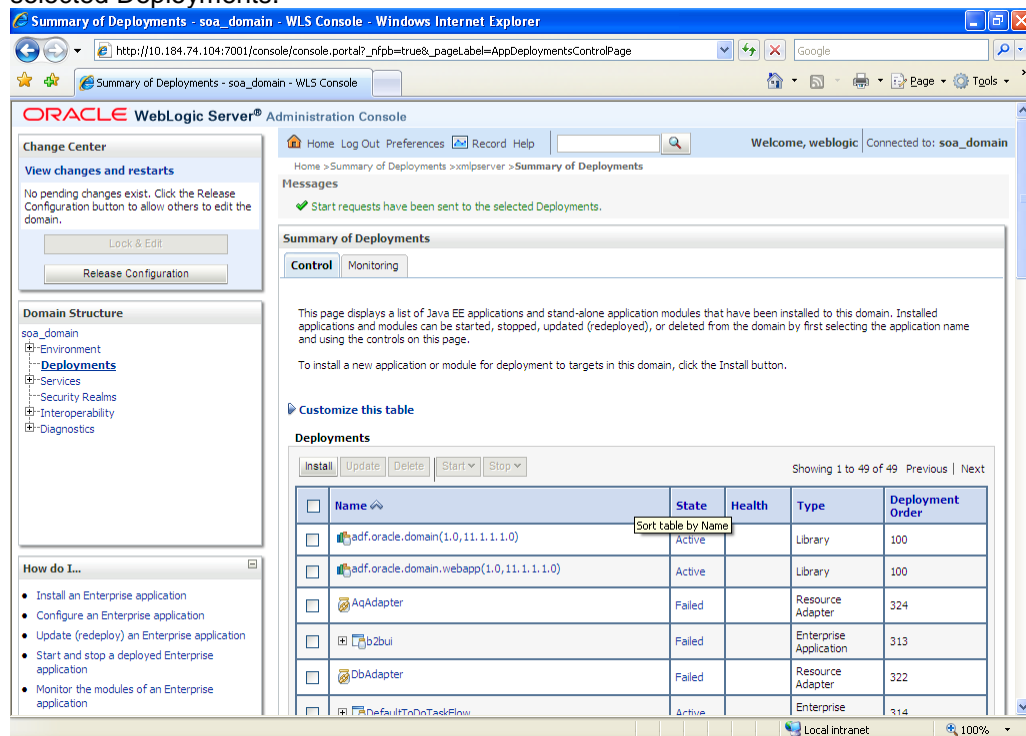 selected Deployments.
Summary of Deployments - soa_domain - WLS Console - Windows Internet Explorer
http://10.184.74.104:7001/console/console.portal?_nfpb=true&_pageLabel=AppDeploymentsControlPage
Google
Summary of Deployments - soa_domain - WLS Console
Page
Tools
ORACLE WebLogic Server® Administration Console
Change Center
View changes and restarts
No pending changes exist. Click the Release
Configuration button to allow others to edit the
domain.
Lock & Edit
Release Configuration
Domain Structure
soa_domain
Environment
Deployments
Services
Security Realms
Interoperability
Diagnostics
How do I...
Install an Enterprise application
Configure an Enterprise application
Update (redeploy) an Enterprise application
Start and stop a deployed Enterprise
application
Monitor the modules of an Enterprise
application
Home Log Out Preferences Record Help
Welcome, weblogic Connected to: soa_domain
Home >Summary of Deployments >xmlpserver >Summary of Deployments
Messages
Start requests have been sent to the selected Deployments.
Summary of Deployments
Control Monitoring
This page displays a list of Java EE applications and stand-alone application modules that have been installed to this domain. Installed
applications and modules can be started, stopped, updated (redeployed), or deleted from the domain by first selecting the application name
and using the controls on this page.
To install a new application or module for deployment to targets in this domain, click the Install button.
Customize this table
Deployments
Install Update Delete Start Stop
Showing 1 to 49 of 49 Previous | Next
Name State Health Type Deployment
Order
Sort table by Name
adf.oracle.domain(1.0,11.1.1.1.0) Active Library 100
adf.oracle.domain.webapp(1.0,11.1.1.1.0) Active Library 100
AqAdapter Failed Resource
Adapter 324
b2bui Failed Enterprise
Application 313
DbAdapter Failed Resource
Adapter 322
DefaultToDoTaskFlow Active Enterprise 314
Local intranet
100%